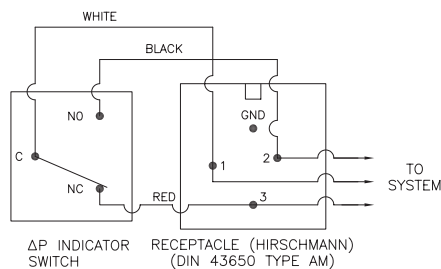 WHITE
BLACK
NO
GND
C
1
2
TO
SYSTEM
NC
RED
3
ΔP INDICATOR
SWITCH
RECEPTACLE (HIRSCHMANN)
(DIN 43650 TYPE AM)